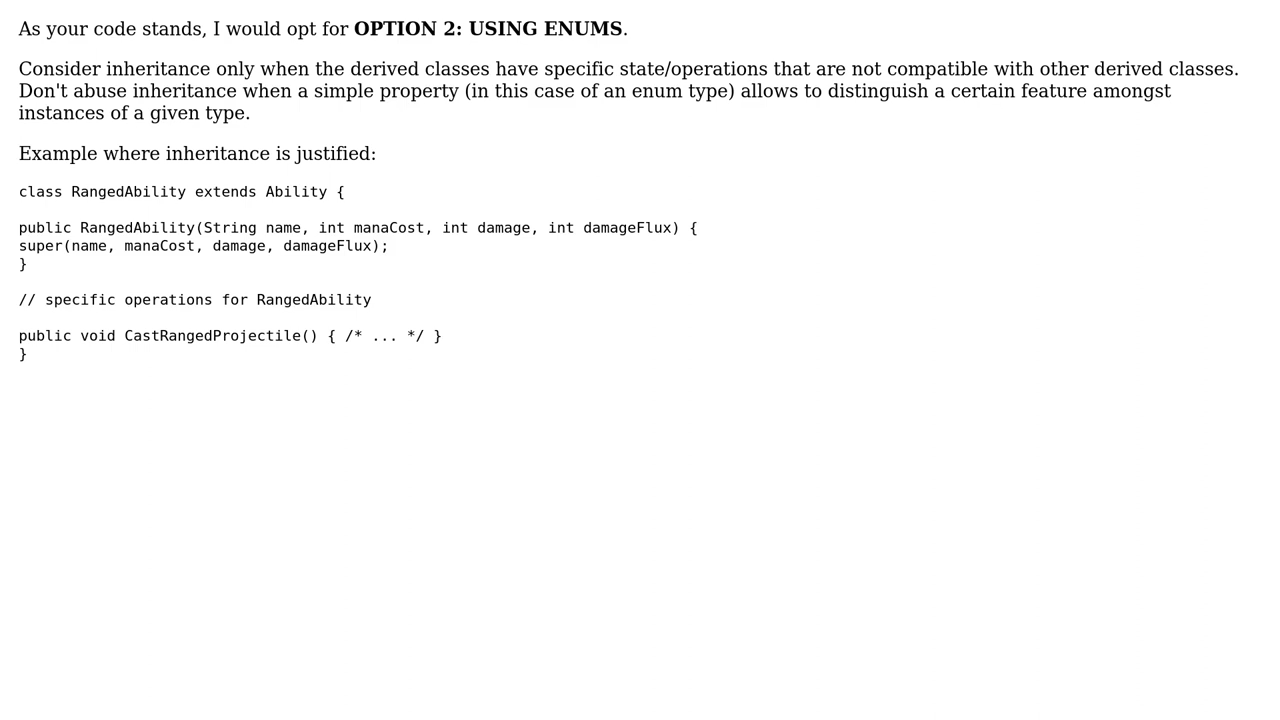 As your code stands, I would opt for OPTION 2: USING ENUMS.
Consider inheritance only when the derived classes have specific state/operations that are not compatible with other derived classes.
Don't abuse inheritance when a simple property (in this case of an enum type) allows to distinguish a certain feature amongst
instances of a given type.
Example where inheritance is justified:
class RangedAbility extends Ability {
public RangedAbility(String name, int manaCost, int damage, int damageFlux) {
super(name, manaCost, damage, damageFlux);
}
// specific operations for RangedAbility
public void CastRangedProjectile() { /* ... */ }
}